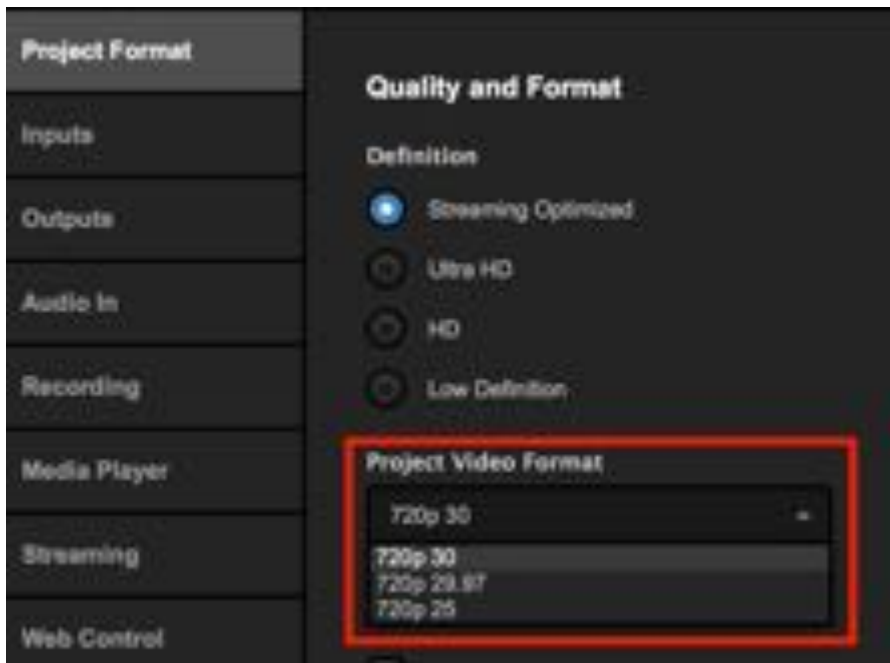 Project Format
Inputs
Outputs
Audio In
Recording
Media Player
Streaming
Web Control
Quality and Format
Definition
Streaming Optimized
Ultra HD
HD
Low Definition
Project Video Format
720p 30
720p 30
720p 29.97
720p 25